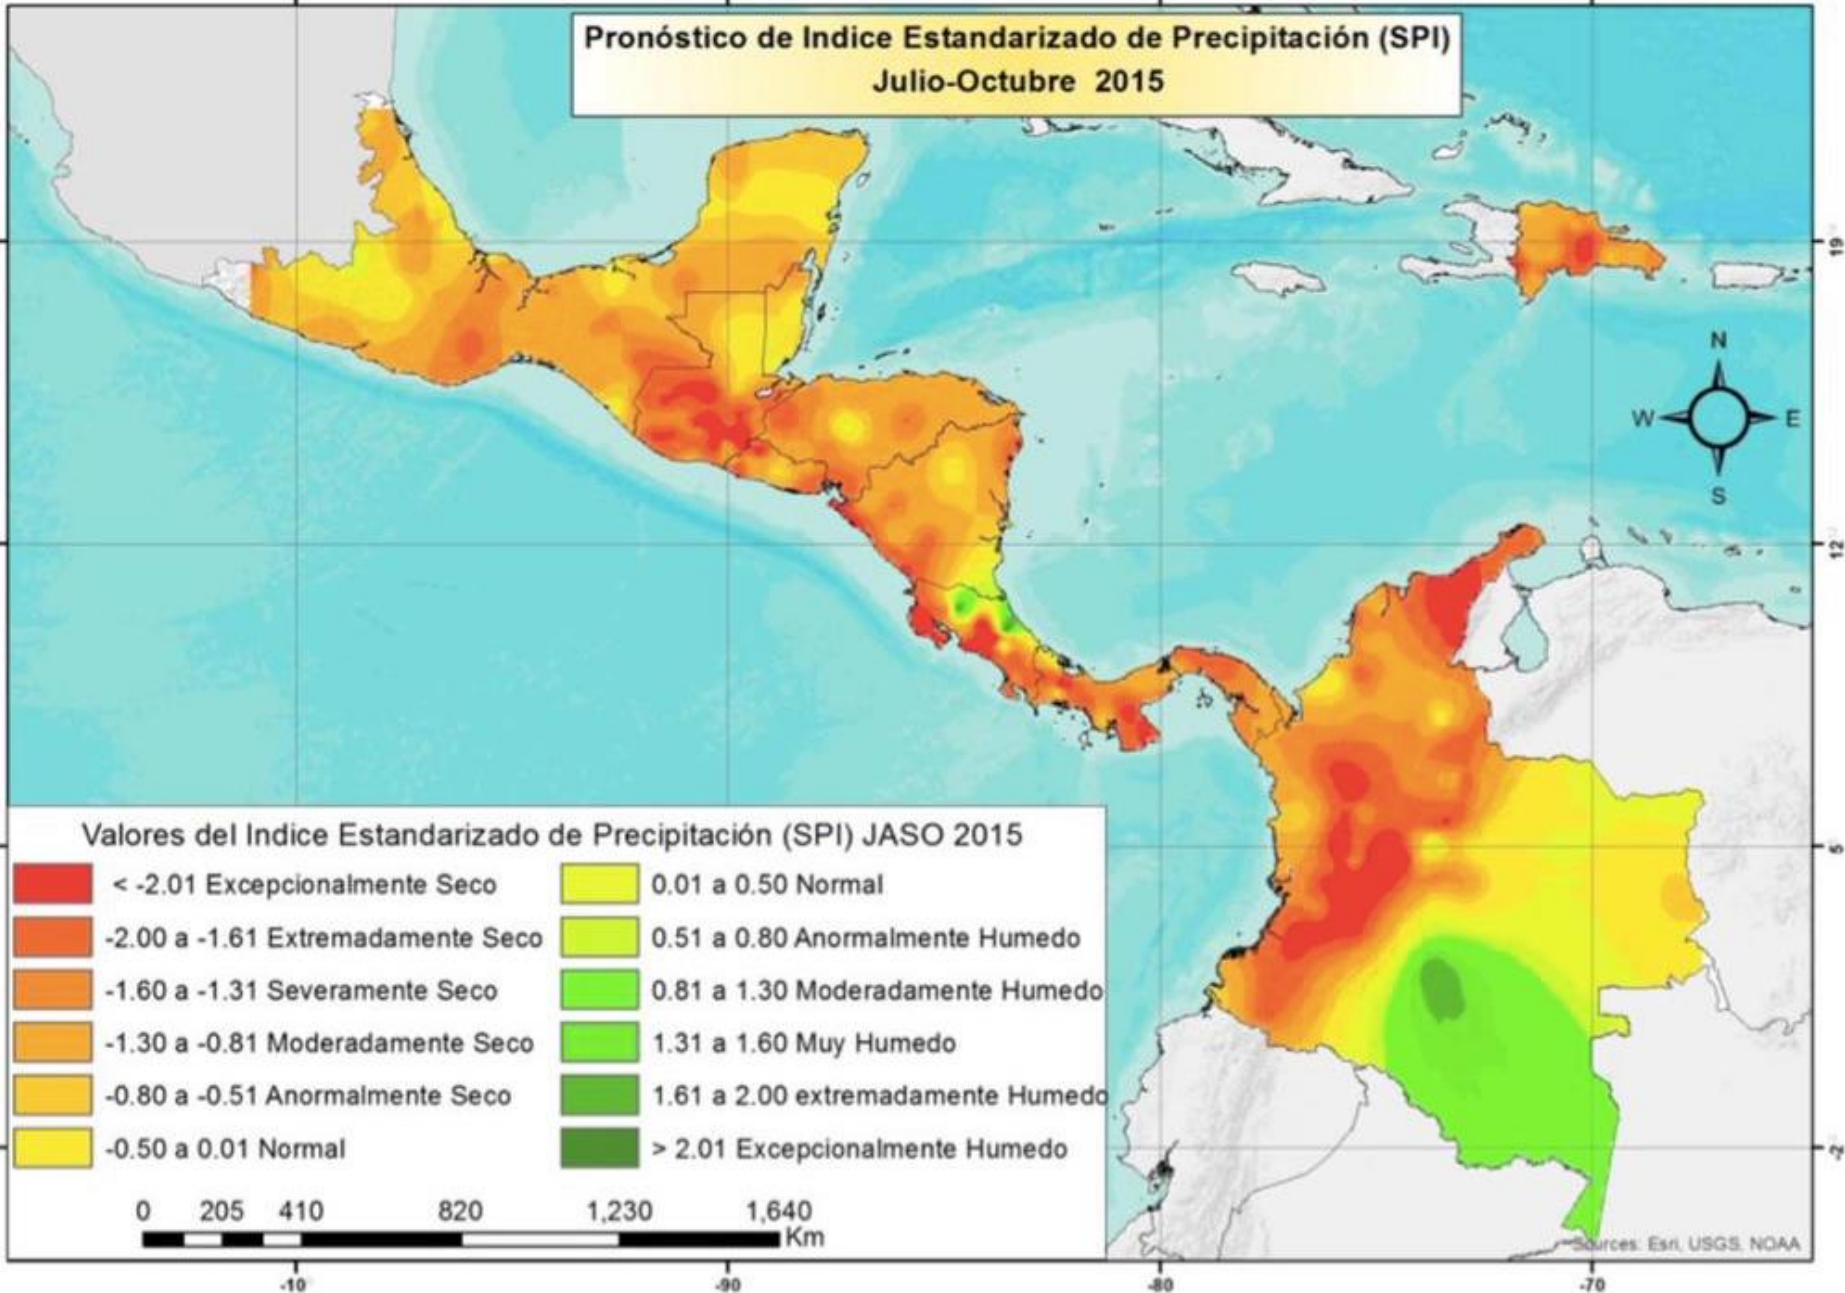 Pronóstico de Indice Estandarizado de Precipitación (SPI)
Julio-Octubre 2015
N
W
E
S
19
12
5
-2
Valores del Indice Estandarizado de Precipitación (SPI) JASO 2015
< -2.01 Excepcionalmente Seco
-2.00 a -1.61 Extremadamente Seco
-1.60 a -1.31 Severamente Seco
-1.30 a -0.81 Moderadamente Seco
-0.80 a -0.51 Anormalmente Seco
-0.50 a 0.01 Normal
0.01 a 0.50 Normal
0.51 a 0.80 Anormalmente Humedo
0.81 a 1.30 Moderadamente Humedo
1.31 a 1.60 Muy Humedo
1.61 a 2.00 extremadamente Humedo
> 2.01 Excepcionalmente Humedo
0 205 410 820 1,230 1,640
Km
Sources: Esri, USGS, NOAA
-10 -90 -80 -70